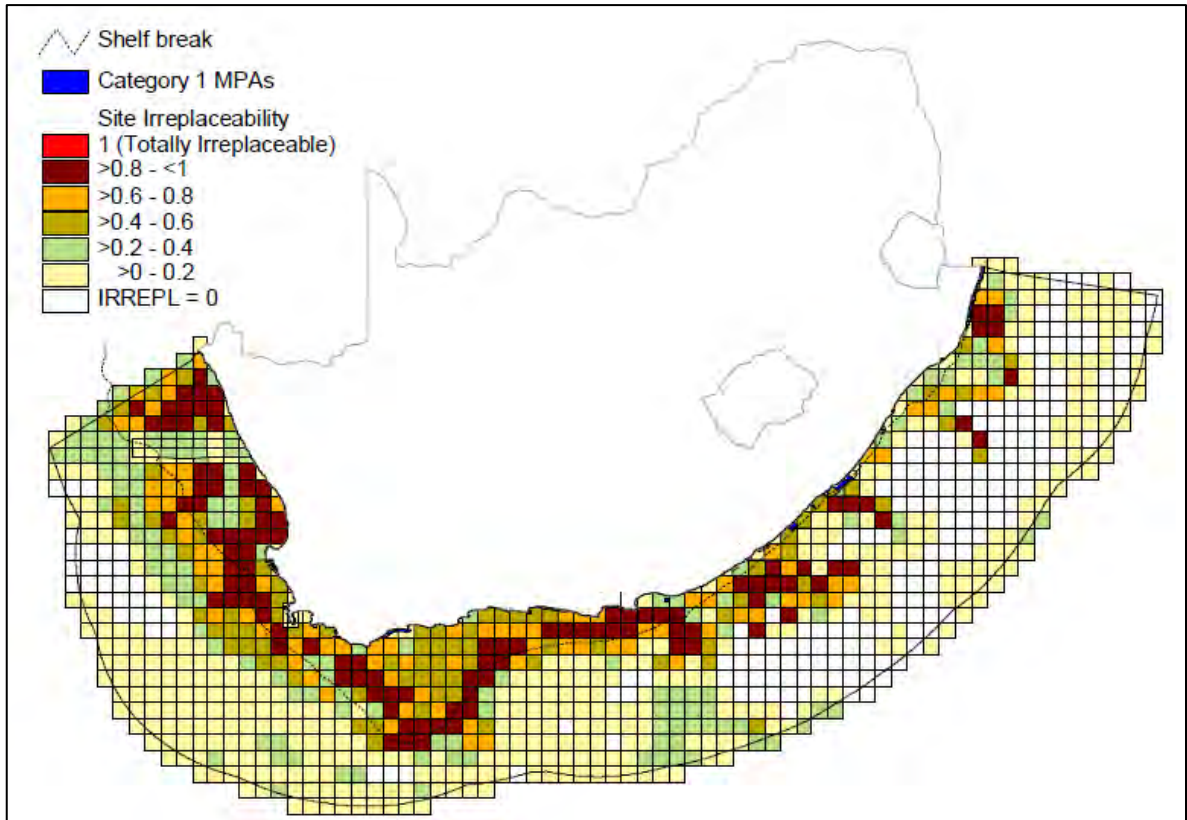 Shelf break
Category 1 MPAs
Site Irreplaceability
1 (Totally Irreplaceable)
>0.8 - <1
>0.6 - 0.8
>0.4 - 0.6
>0.2 - 0.4
>0 - 0.2
IRREPL = 0